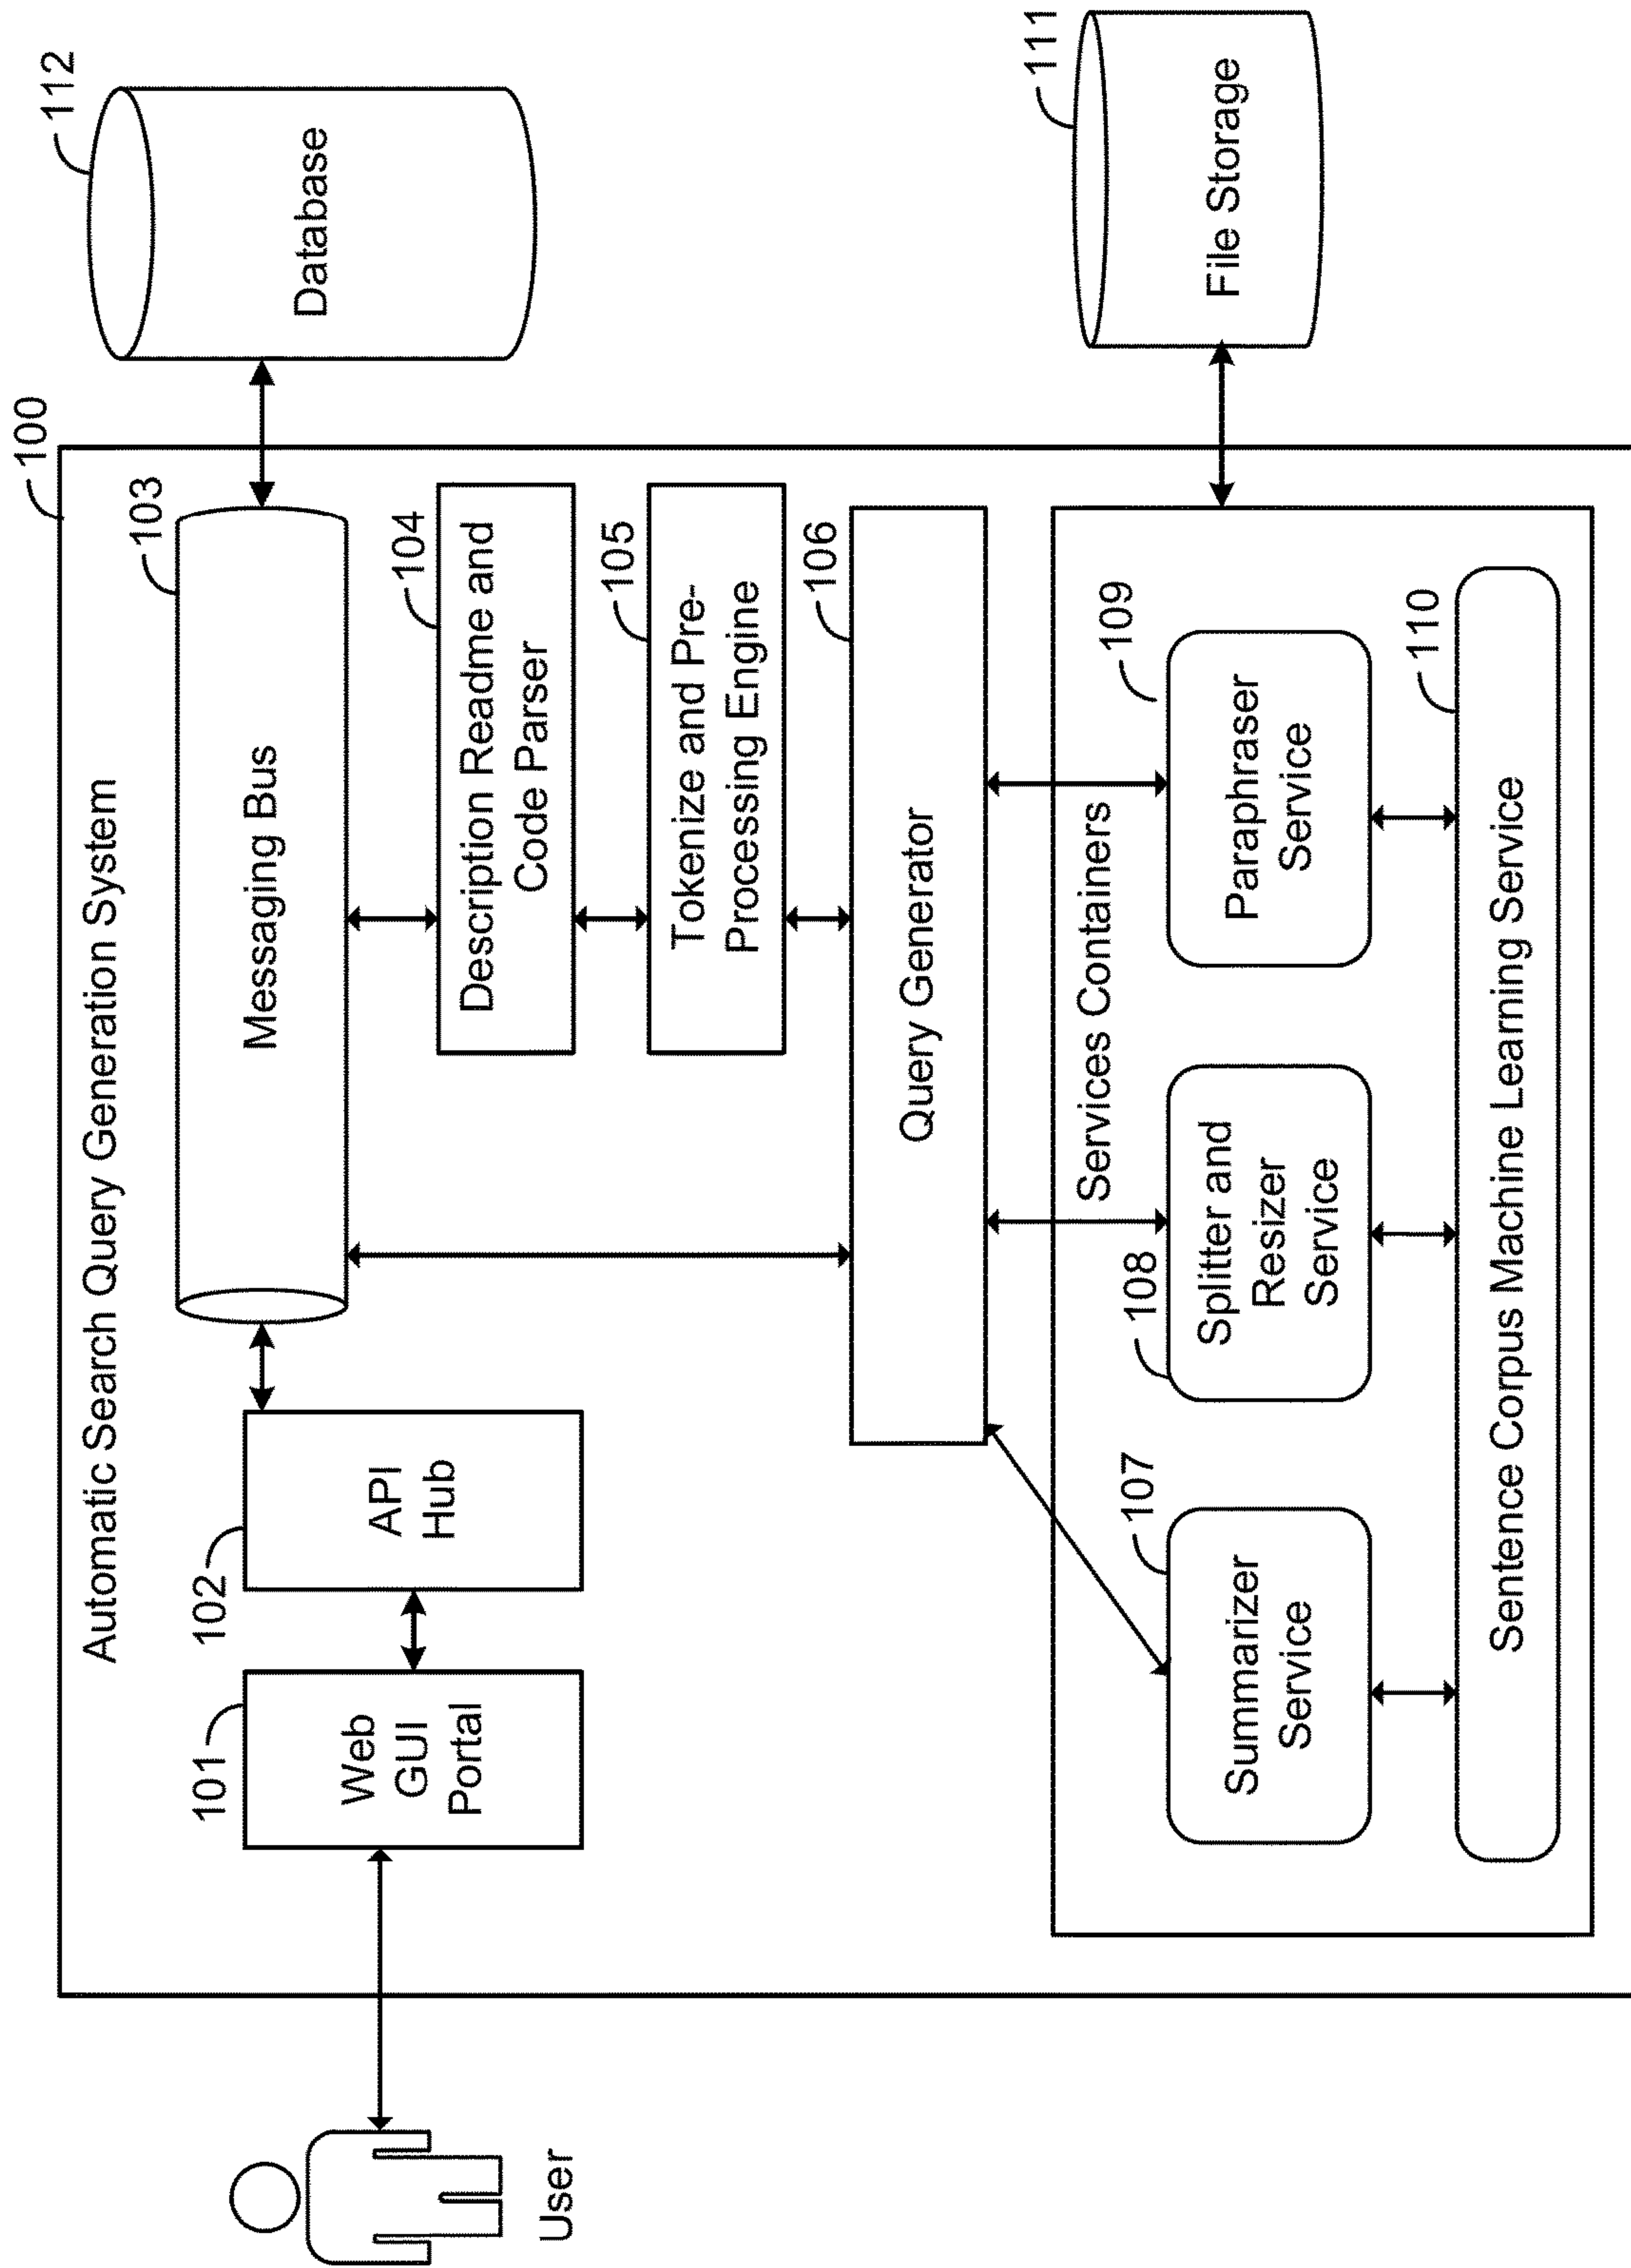 100
Automatic Search Query Generation System
User
101
Web
GUI
Portal
102
API
Hub
103
Messaging Bus
112
Database
104
Description Readme and
Code Parser
105
Tokenize and Pre-
Processing Engine
106
Query Generator
Services Containers
107
Summarizer
Service
108
Splitter and
Resizer
Service
109
Paraphraser
Service
110
Sentence Corpus Machine Learning Service
111
File Storage